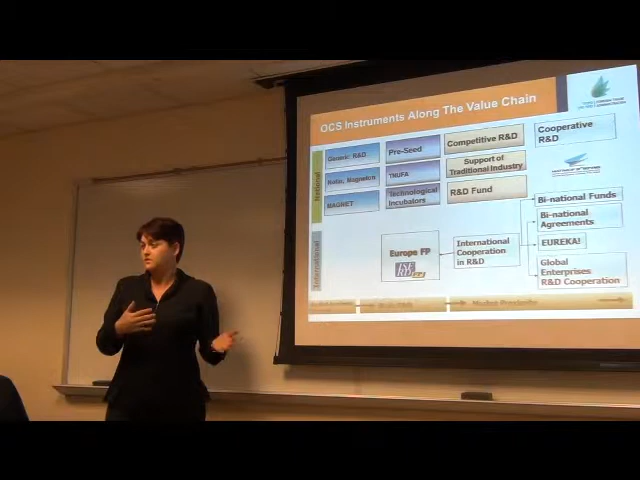 OCS Instruments Along The Value Chain
National
Generic R&D
Nofar, Magneton
MAGNET
Pre-Seed
TNUFA
Technological
Incubators
Competitive R&D
Support of
Traditional Industry
R&D Fund
Cooperative
R&D
International
Europe FP
International
Cooperation
in R&D
Bi-national Funds
Bi-national
Agreements
EUREKA!
Global
Enterprises
R&D Cooperation
Market Proximity